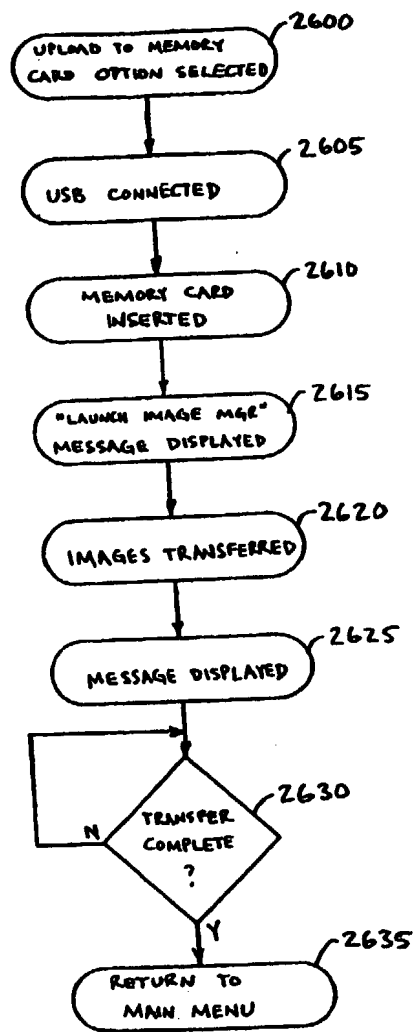 2600
UPLOAD TO MEMORY
CARD OPTION SELECTED
2605
USB CONNECTED
2610
MEMORY CARD
INSERTED
2615
"LAUNCH IMAGE MGR"
MESSAGE DISPLAYED
2620
IMAGES TRANSFERRED
2625
MESSAGE DISPLAYED
2630
TRANSFER
COMPLETE
?
N
Y
2635
RETURN TO
MAIN MENU